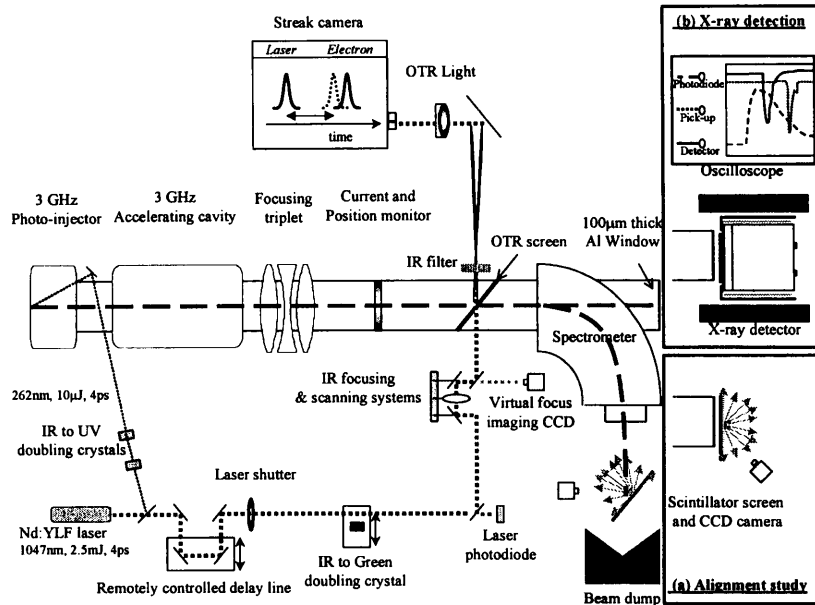 Streak camera
Laser Electron
time
OTR Light
(b) X-ray detection
Photodiode
Pick-up
Detector
Oscilloscope
3 GHz
Photo-injector
3 GHz
Accelerating cavity
Focusing
triplet
Current and
Position monitor
100µm thick
Al Window
IR filter
OTR screen
Spectrometer
X-ray detector
262nm, 10µJ, 4ps
IR focusing
& scanning systems
Virtual focus
imaging CCD
IR to UV
doubling crystals
Laser shutter
Nd:YLF laser
1047nm, 2.5mJ, 4ps
Remotely controlled delay line
IR to Green
doubling crystal
Laser
photodiode
Beam dump
Scintillator screen
and CCD camera
(a) Alignment study